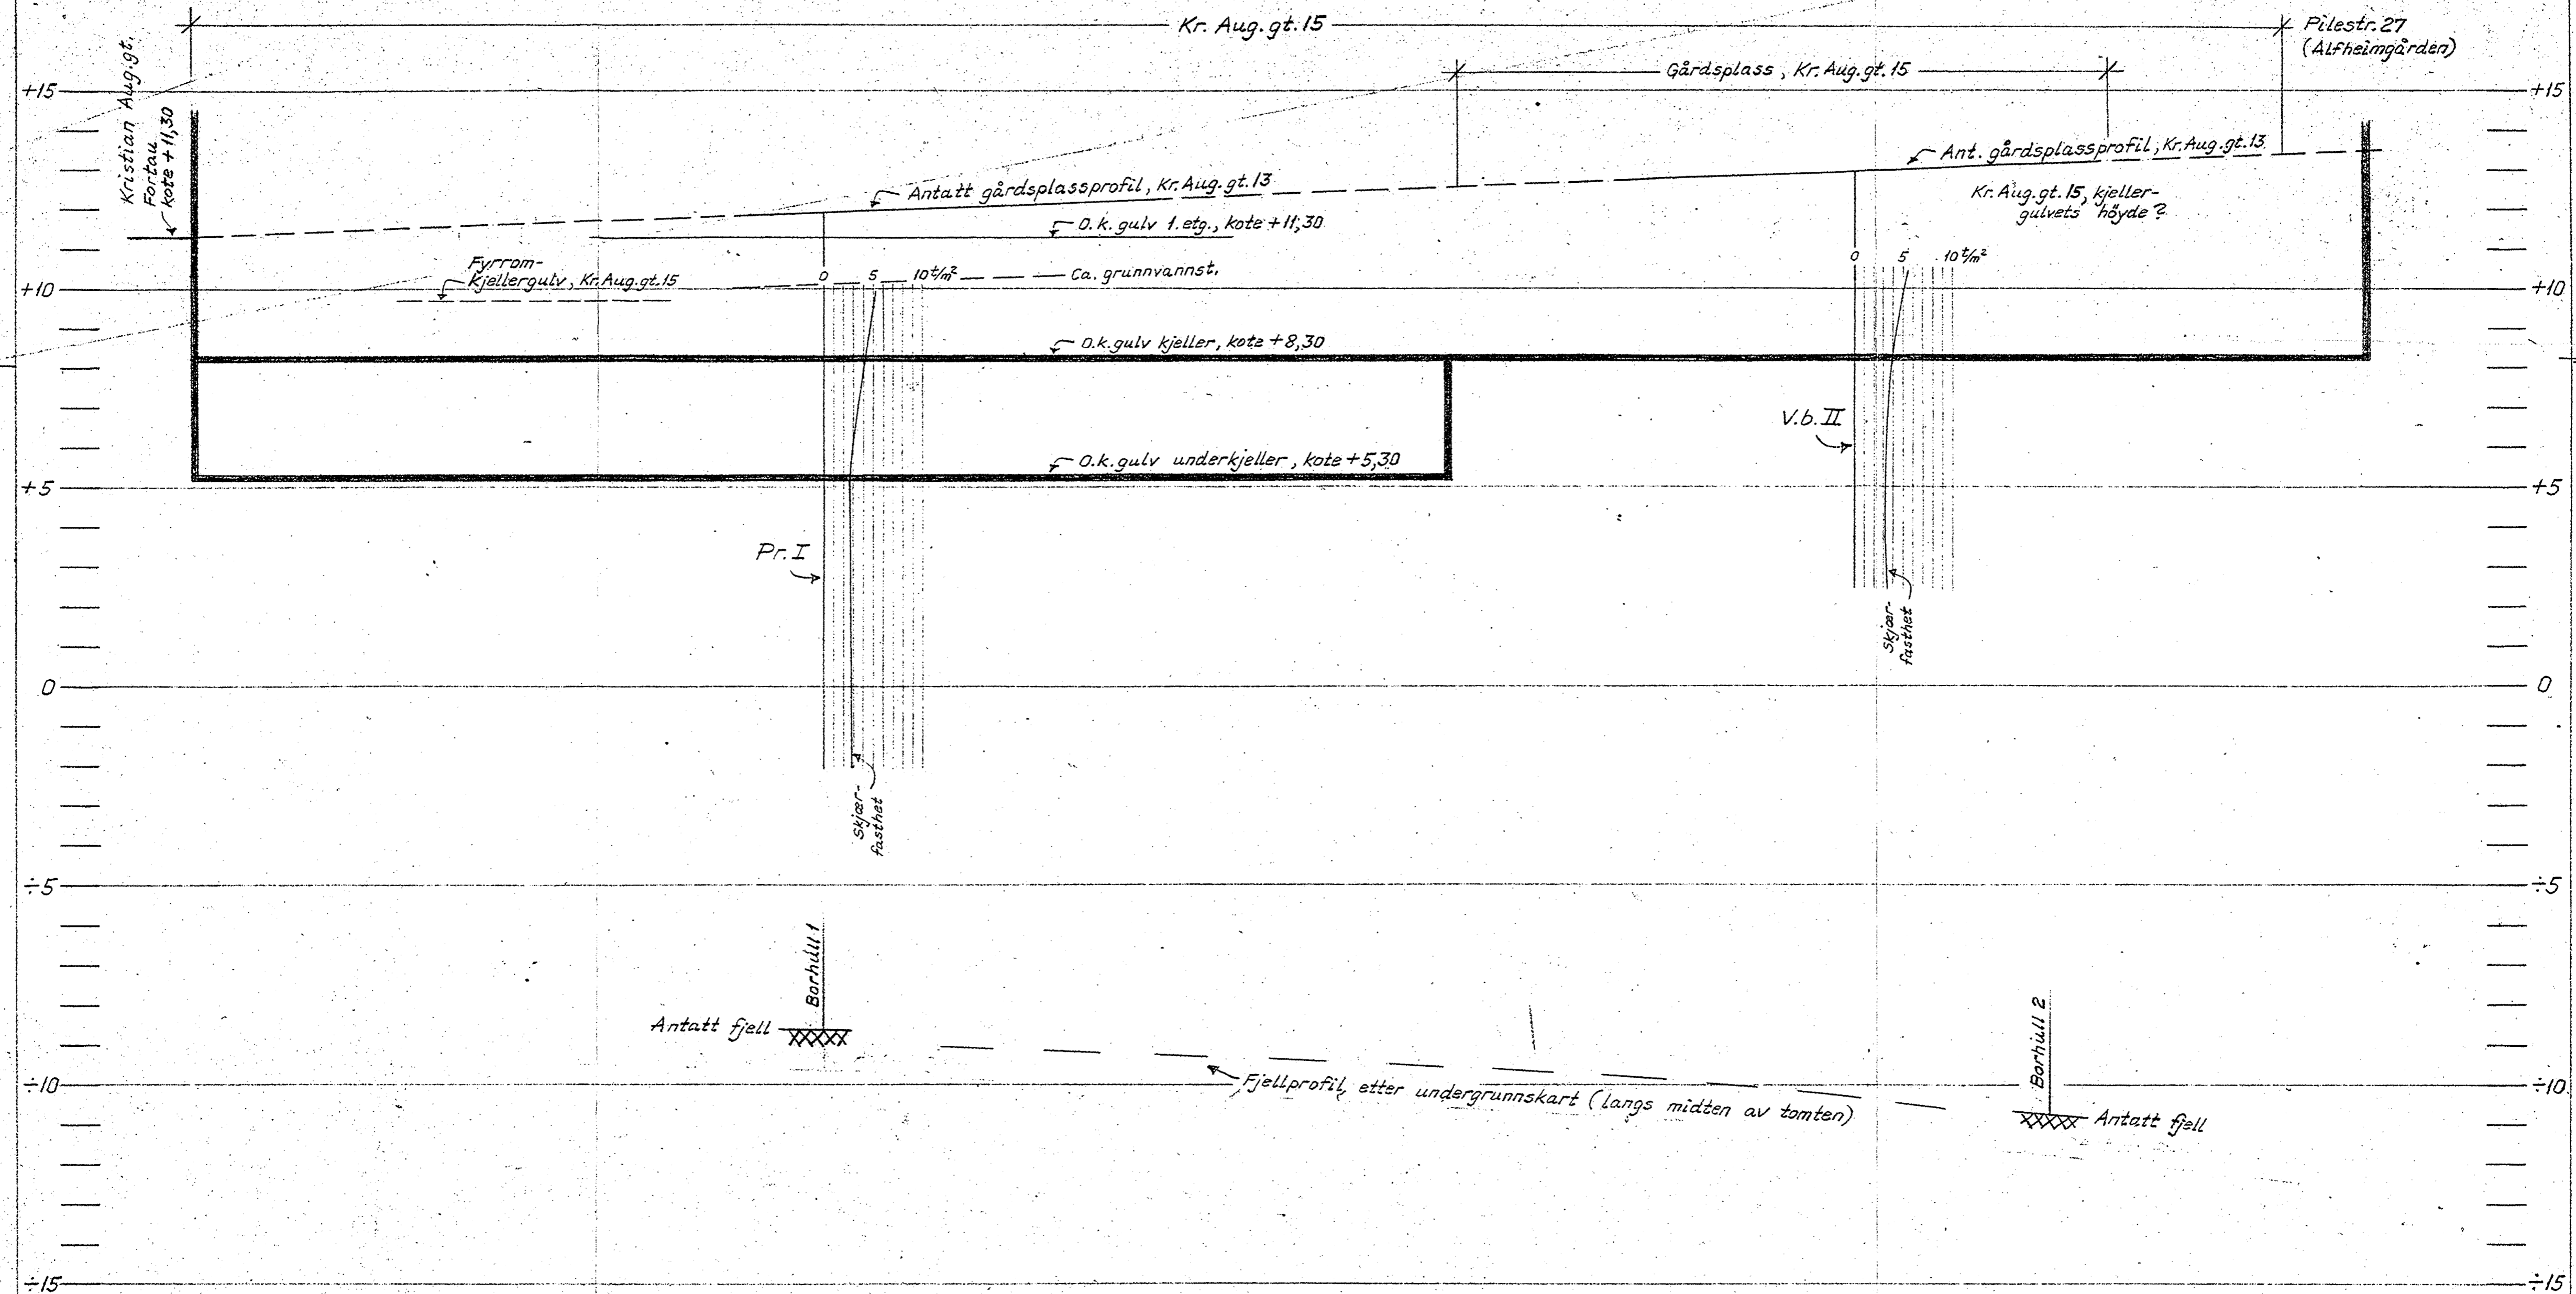 Kr. Aug. gt. 15
Pilestr. 27
(Alfheimgården)
Gårdsplass, Kr. Aug. gt. 15
Kristian Aug. gt.
Fortau
kote +11,30
+15
+15
Ant. gårdsplassprofil, Kr. Aug. gt. 13
Antatt gårdsplassprofil, Kr. Aug. gt. 13
Kr. Aug. gt. 15, kjeller-
gulvets höyde?
O.k. gulv 1. etg., kote +11,30
Fyrrom-
kjellergulv, Kr. Aug. gt. 15
0 5 10 t/m²
Ca. grunnvannst.
0 5 10 t/m²
+10
+10
O.k. gulv kjeller, kote +8,30
V.b. II
O.k. gulv underkjeller, kote +5,30
+5
+5
Pr. I
Skjær-
fasthet
0
0
Skjær-
fasthet
÷5
÷5
Borhull 1
Antatt fjell
Borhull 2
÷10
÷10
Fjellprofil, etter undergrunnskart (langs midten av tomten)
Antatt fjell
÷15
÷15